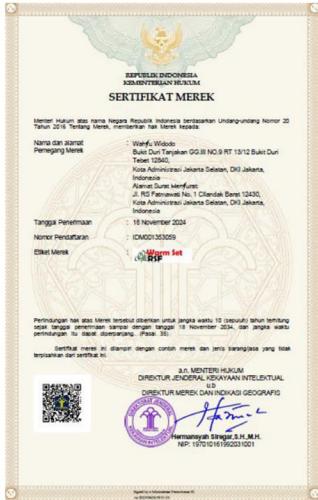 REPUBLIK INDONESIA
KEMENTERIAN HUKUM
SERTIFIKAT MEREK
Menteri Hukum atas nama Negara Republik Indonesia berdasarkan Undang-undang Nomor 20
Tahun 2016 Tentang Merek, memberikan hak Merek kepada:
Nama dan alamat : Wahyu Widodo
Pemegang Merek Bukit Duri Tanjakan GG.III NO.9 RT 13/12 Bukit Duri
Tebet 12840,
Kota Administrasi Jakarta Selatan, DKI Jakarta,
Indonesia
Alamat Surat Menyurat:
Jl. RS Fatmawati No. 1 Cilandak Barat 12430,
Kota Administrasi Jakarta Selatan, DKI Jakarta,
Indonesia
Tanggal Penerimaan : 18 November 2024
Nomor Pendaftaran : IDM001353059
Etiket Merek : Warm Set
RSF
Perlindungan hak atas Merek tersebut diberikan untuk jangka waktu 10 (sepuluh) tahun terhitung
sejak tanggal penerimaan sampai dengan tanggal 18 November 2034, dan jangka waktu
perlindungan itu dapat diperpanjang. (Pasal 35).
Sertifikat merek ini dilampiri dengan contoh merek dan jenis barang/jasa yang tidak
terpisahkan dari sertifikat ini.
a.n. MENTERI HUKUM
DIREKTUR JENDERAL KEKAYAAN INTELEKTUAL
u.b
DIREKTUR MEREK DAN INDIKASI GEOGRAFIS
DIREKTORAT JENDERAL
KEKAYAAN INTELEKTUAL
Hermansyah Siregar,S.H.,M.H.
NIP: 197010161992031001